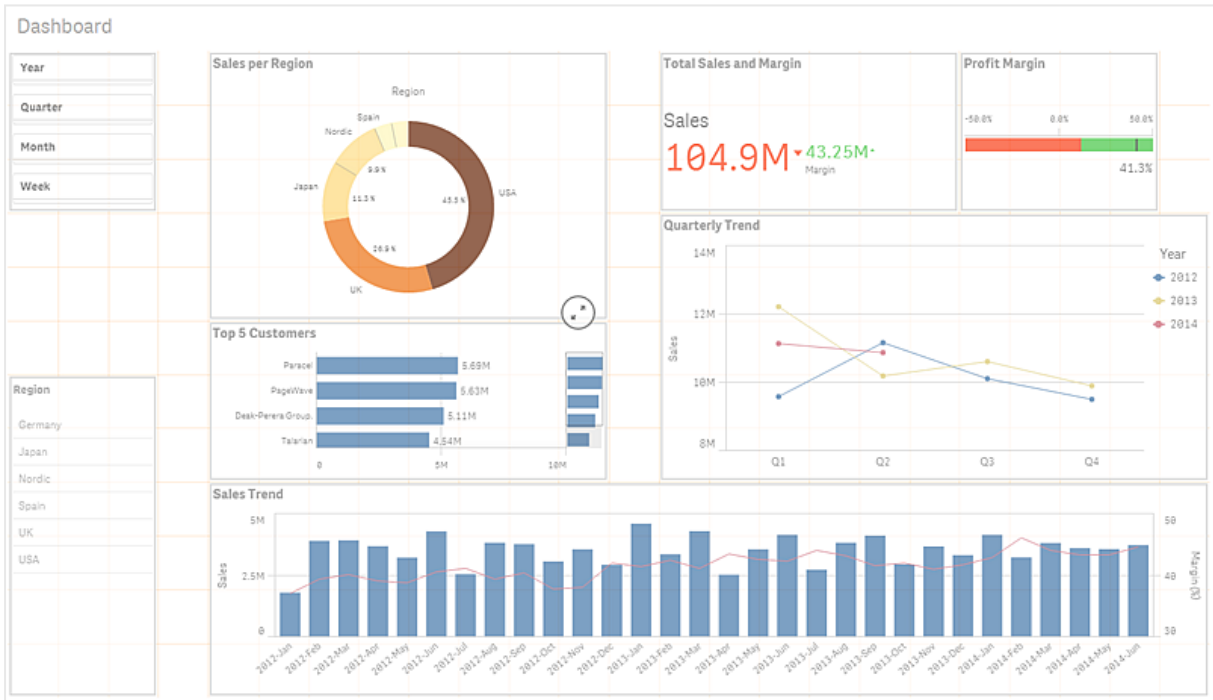 Dashboard
Year
Quarter
Month
Week
Region
Germany
Japan
Nordic
Spain
UK
USA
Sales per Region
Region
Spain
Nordic
Japan
UK
USA
9.9%
11.3%
26.9%
45.5%
Top 5 Customers
Paracel 5.69M
PageWave 5.63M
Deak-Perera Group. 5.11M
Talarian 4.54M
0 5M 10M
Total Sales and Margin
Sales
104.9M 43.25M
Margin
Profit Margin
-50.0% 0.0% 50.0%
41.3%
Quarterly Trend
14M
12M
10M
8M
Sales
Q1 Q2 Q3 Q4
Year
2012
2013
2014
Sales Trend
5M
2.5M
0
Sales
50
40
30
Margin (%)
2012-Jan 2012-Feb 2012-Mar 2012-Apr 2012-May 2012-Jun 2012-Jul 2012-Aug 2012-Sep 2012-Oct 2012-Nov 2012-Dec 2013-Jan 2013-Feb 2013-Mar 2013-Apr 2013-May 2013-Jun 2013-Jul 2013-Aug 2013-Sep 2013-Oct 2013-Nov 2013-Dec 2014-Jan 2014-Feb 2014-Mar 2014-Apr 2014-May 2014-Jun